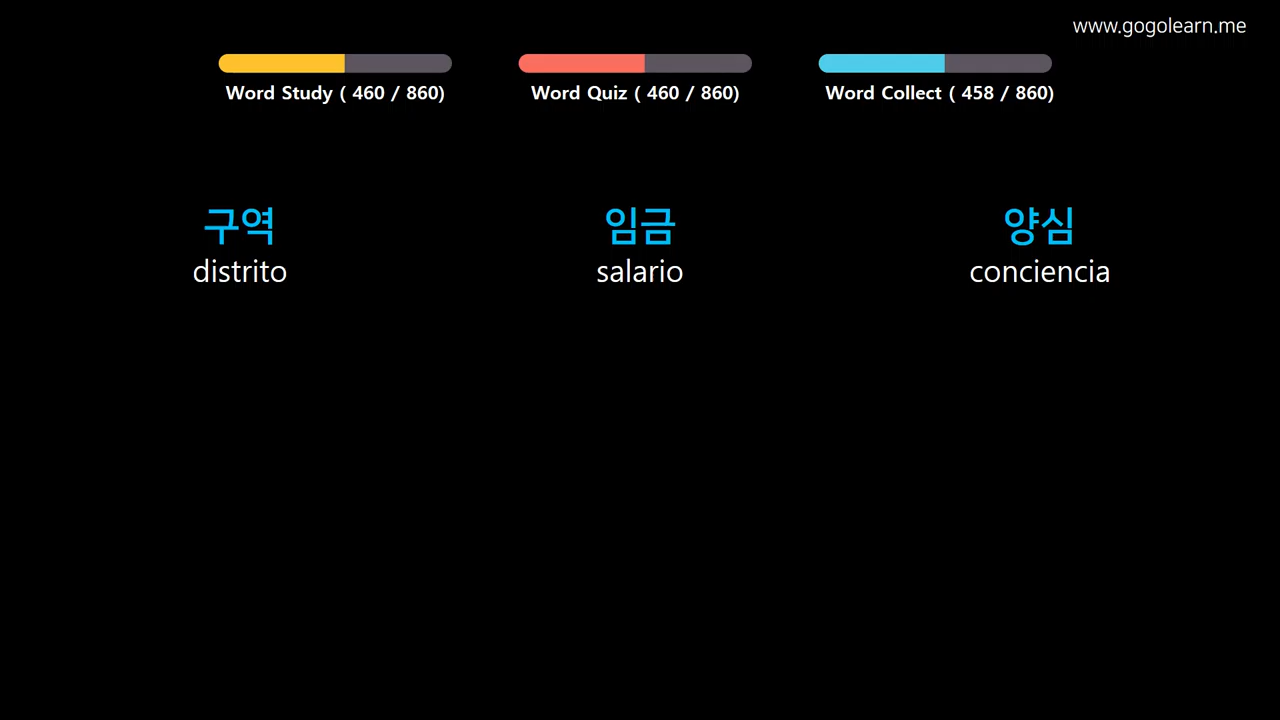 www.gogolearn.me
Word Study ( 460 / 860)
Word Quiz ( 460 / 860)
Word Collect ( 458 / 860)
구역
임금
양심
distrito
salario
conciencia